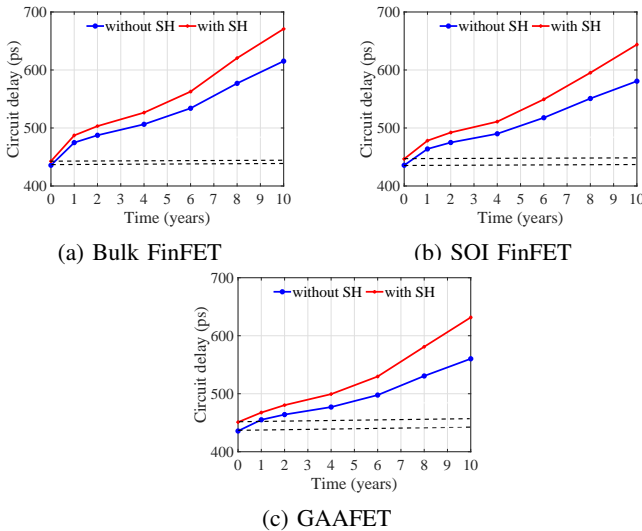 700
without SH
with SH
600
Circuit delay (ps)
500
400
0 1 2 3 4 5 6 7 8 9 10
Time (years)
(a) Bulk FinFET
700
without SH
with SH
600
Circuit delay (ps)
500
400
0 1 2 3 4 5 6 7 8 9 10
Time (years)
(b) SOI FinFET
700
without SH
with SH
600
Circuit delay (ps)
500
400
0 1 2 3 4 5 6 7 8 9 10
Time (years)
(c) GAAFET